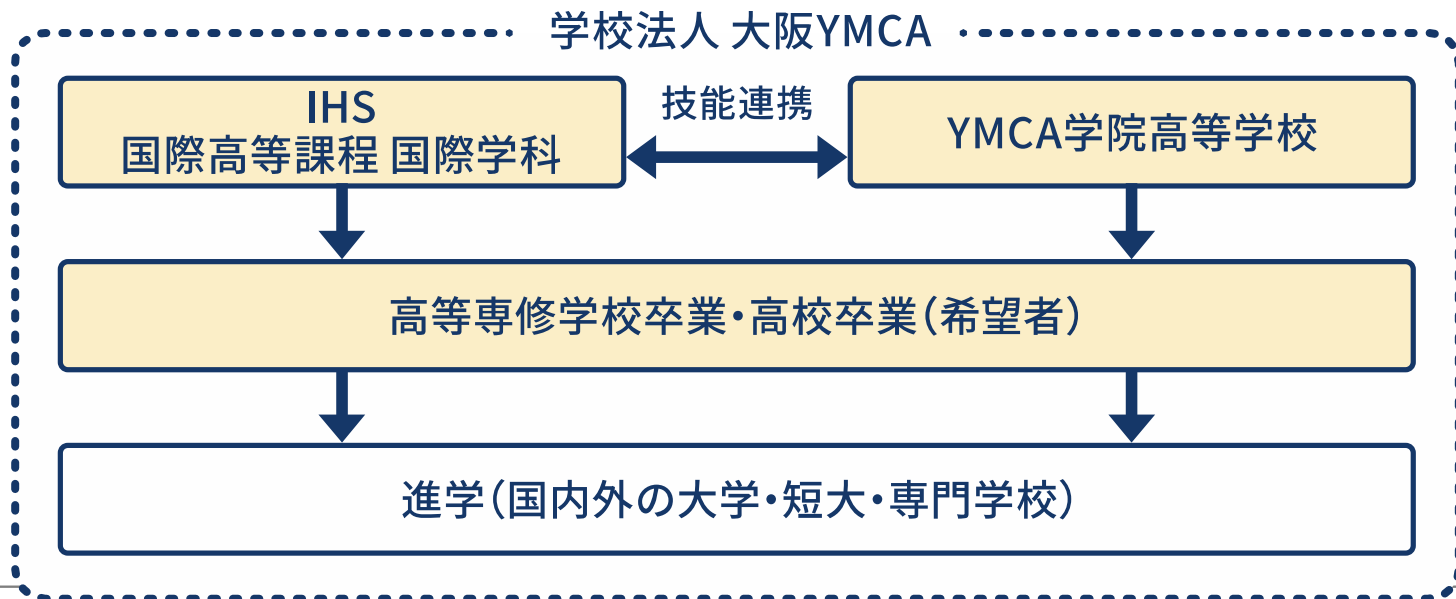 学校法人 大阪YMCA
IHS
国際高等課程 国際学科
技能連携
YMCA学院高等学校
高等専修学校卒業・高校卒業(希望者)
進学(国内外の大学・短大・専門学校)